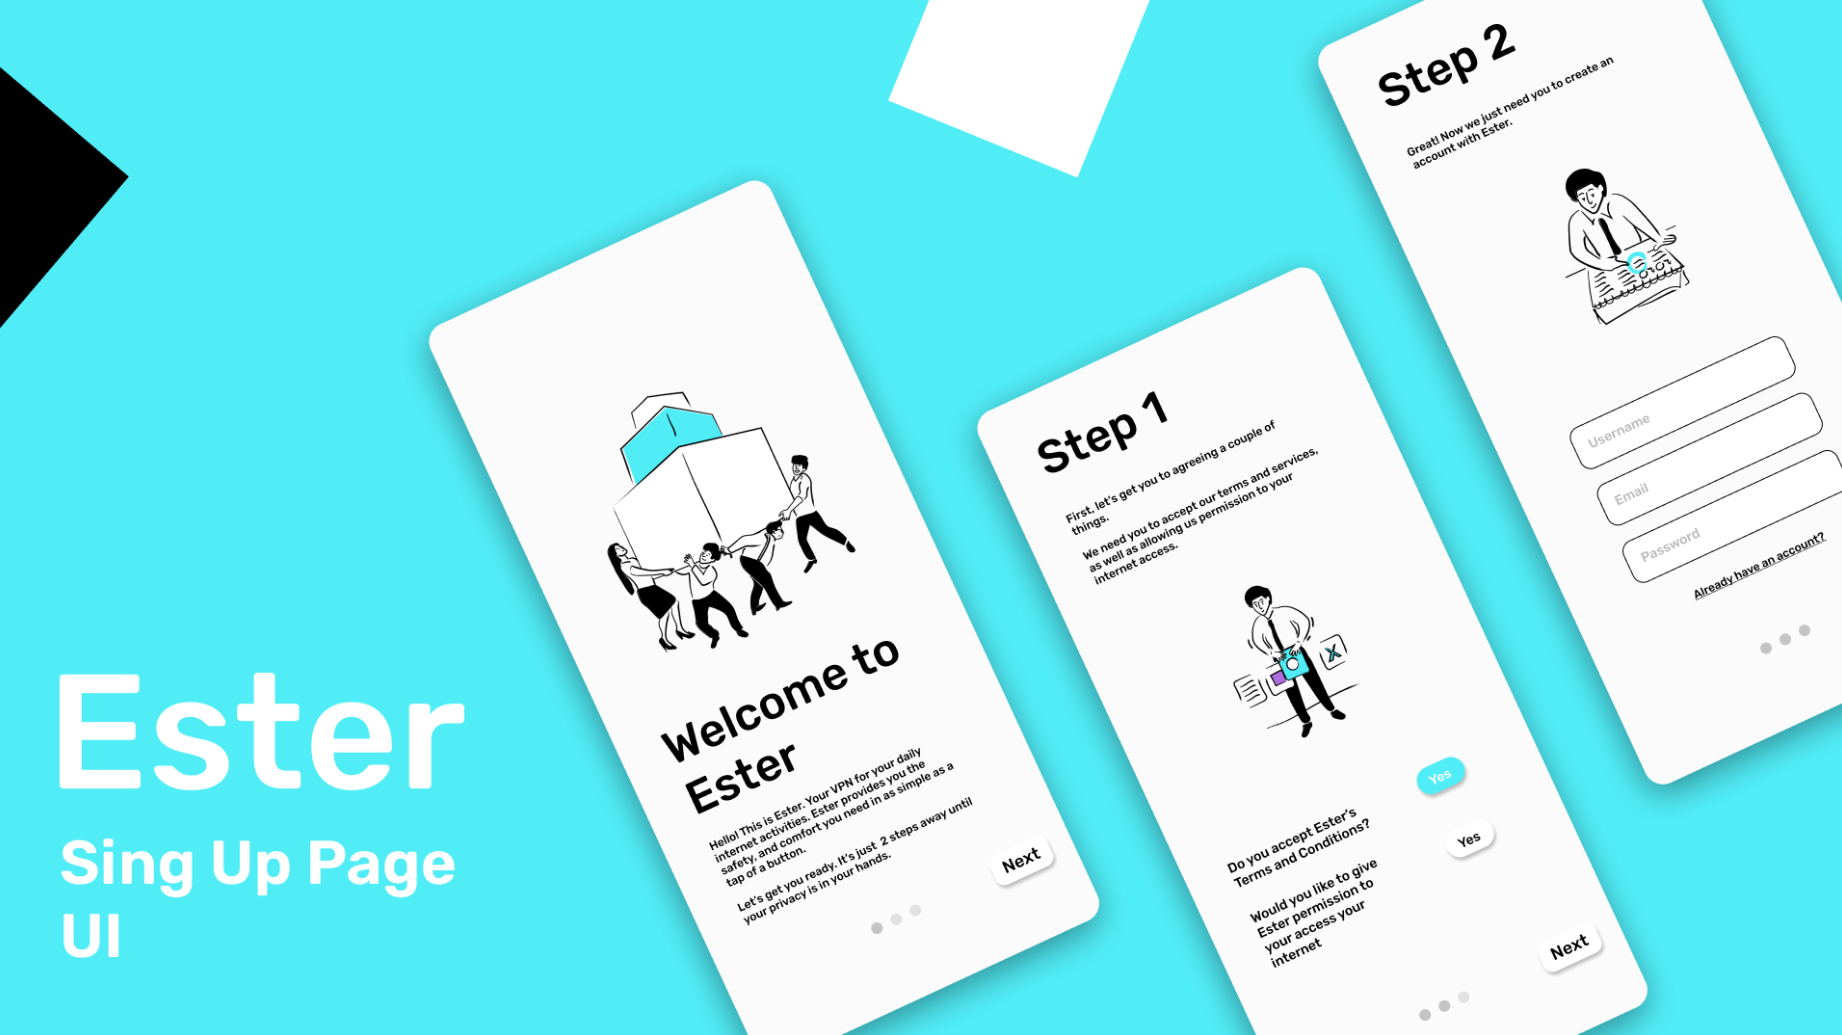 Ester
Sing Up Page
UI
Welcome to
Ester
Hello! This is Ester. Your VPN for your daily
internet activities. Ester provides you the
safety, and comfort you need in as simple as a
tap of a button.
Let's get you ready. It's just 2 steps away until
your privacy is in your hands.
Next
Step 1
First, let's get you to agreeing a couple of
things.
We need you to accept our terms and services,
as well as allowing us permission to your
internet access.
X
Do you accept Ester's
Terms and Conditions?
Yes
Would you like to give
Ester permission to
your access your
internet
Yes
Next
Step 2
Great! Now we just need you to create an
account with Ester.
Username
Email
Password
Already have an account?